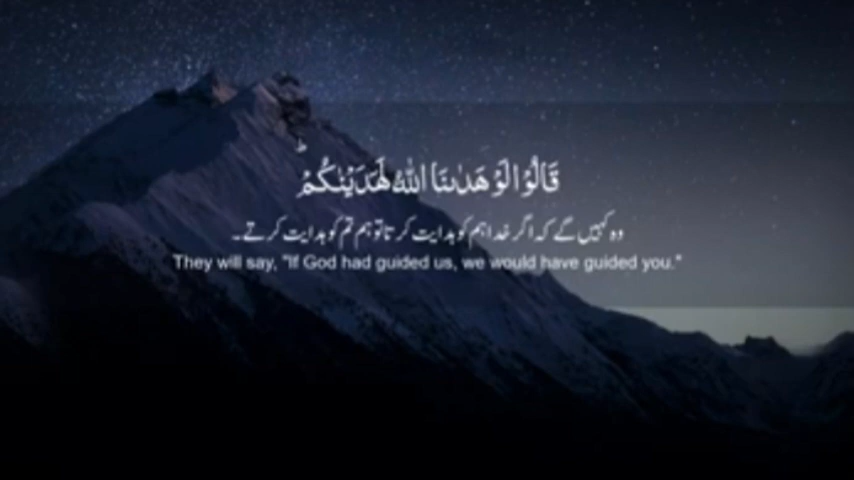 قَالُوْا لَوْ هَدٰىنَا اللّٰهُ لَهَدَيْنٰكُمْ ؕ
وہ کہیں گے کہ اگر خدا ہم کو ہدایت کرتا تو ہم تم کو ہدایت کرتے۔
They will say, "If God had guided us, we would have guided you."